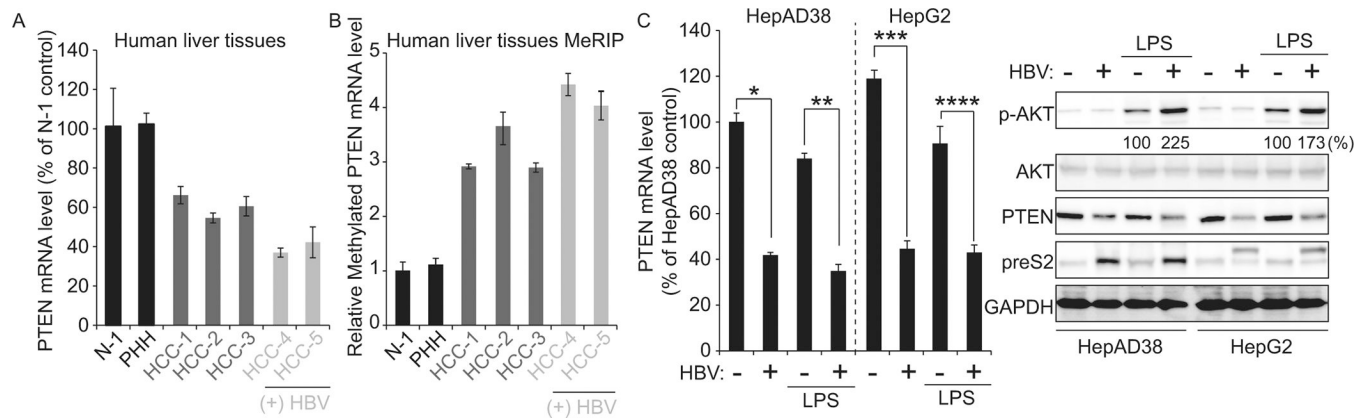 A
Human liver tissues
PTEN mRNA level (% of N-1 control)
140
120
100
80
60
40
20
0
N-1
PHH
HCC-1
HCC-2
HCC-3
HCC-4
HCC-5
(+) HBV
B
Human liver tissues MeRIP
Relative Methylated PTEN mRNA level
5
4
3
2
1
0
N-1
PHH
HCC-1
HCC-2
HCC-3
HCC-4
HCC-5
(+) HBV
C
HepAD38 HepG2
PTEN mRNA level
(% of HepAD38 control)
140
120
100
80
60
40
20
0
* ** *** ****
HBV: - + - + - + - +
LPS LPS
LPS LPS
HBV: - + - + - + - +
p-AKT
100 225 100 173 (%)
AKT
PTEN
preS2
GAPDH
HepAD38 HepG2